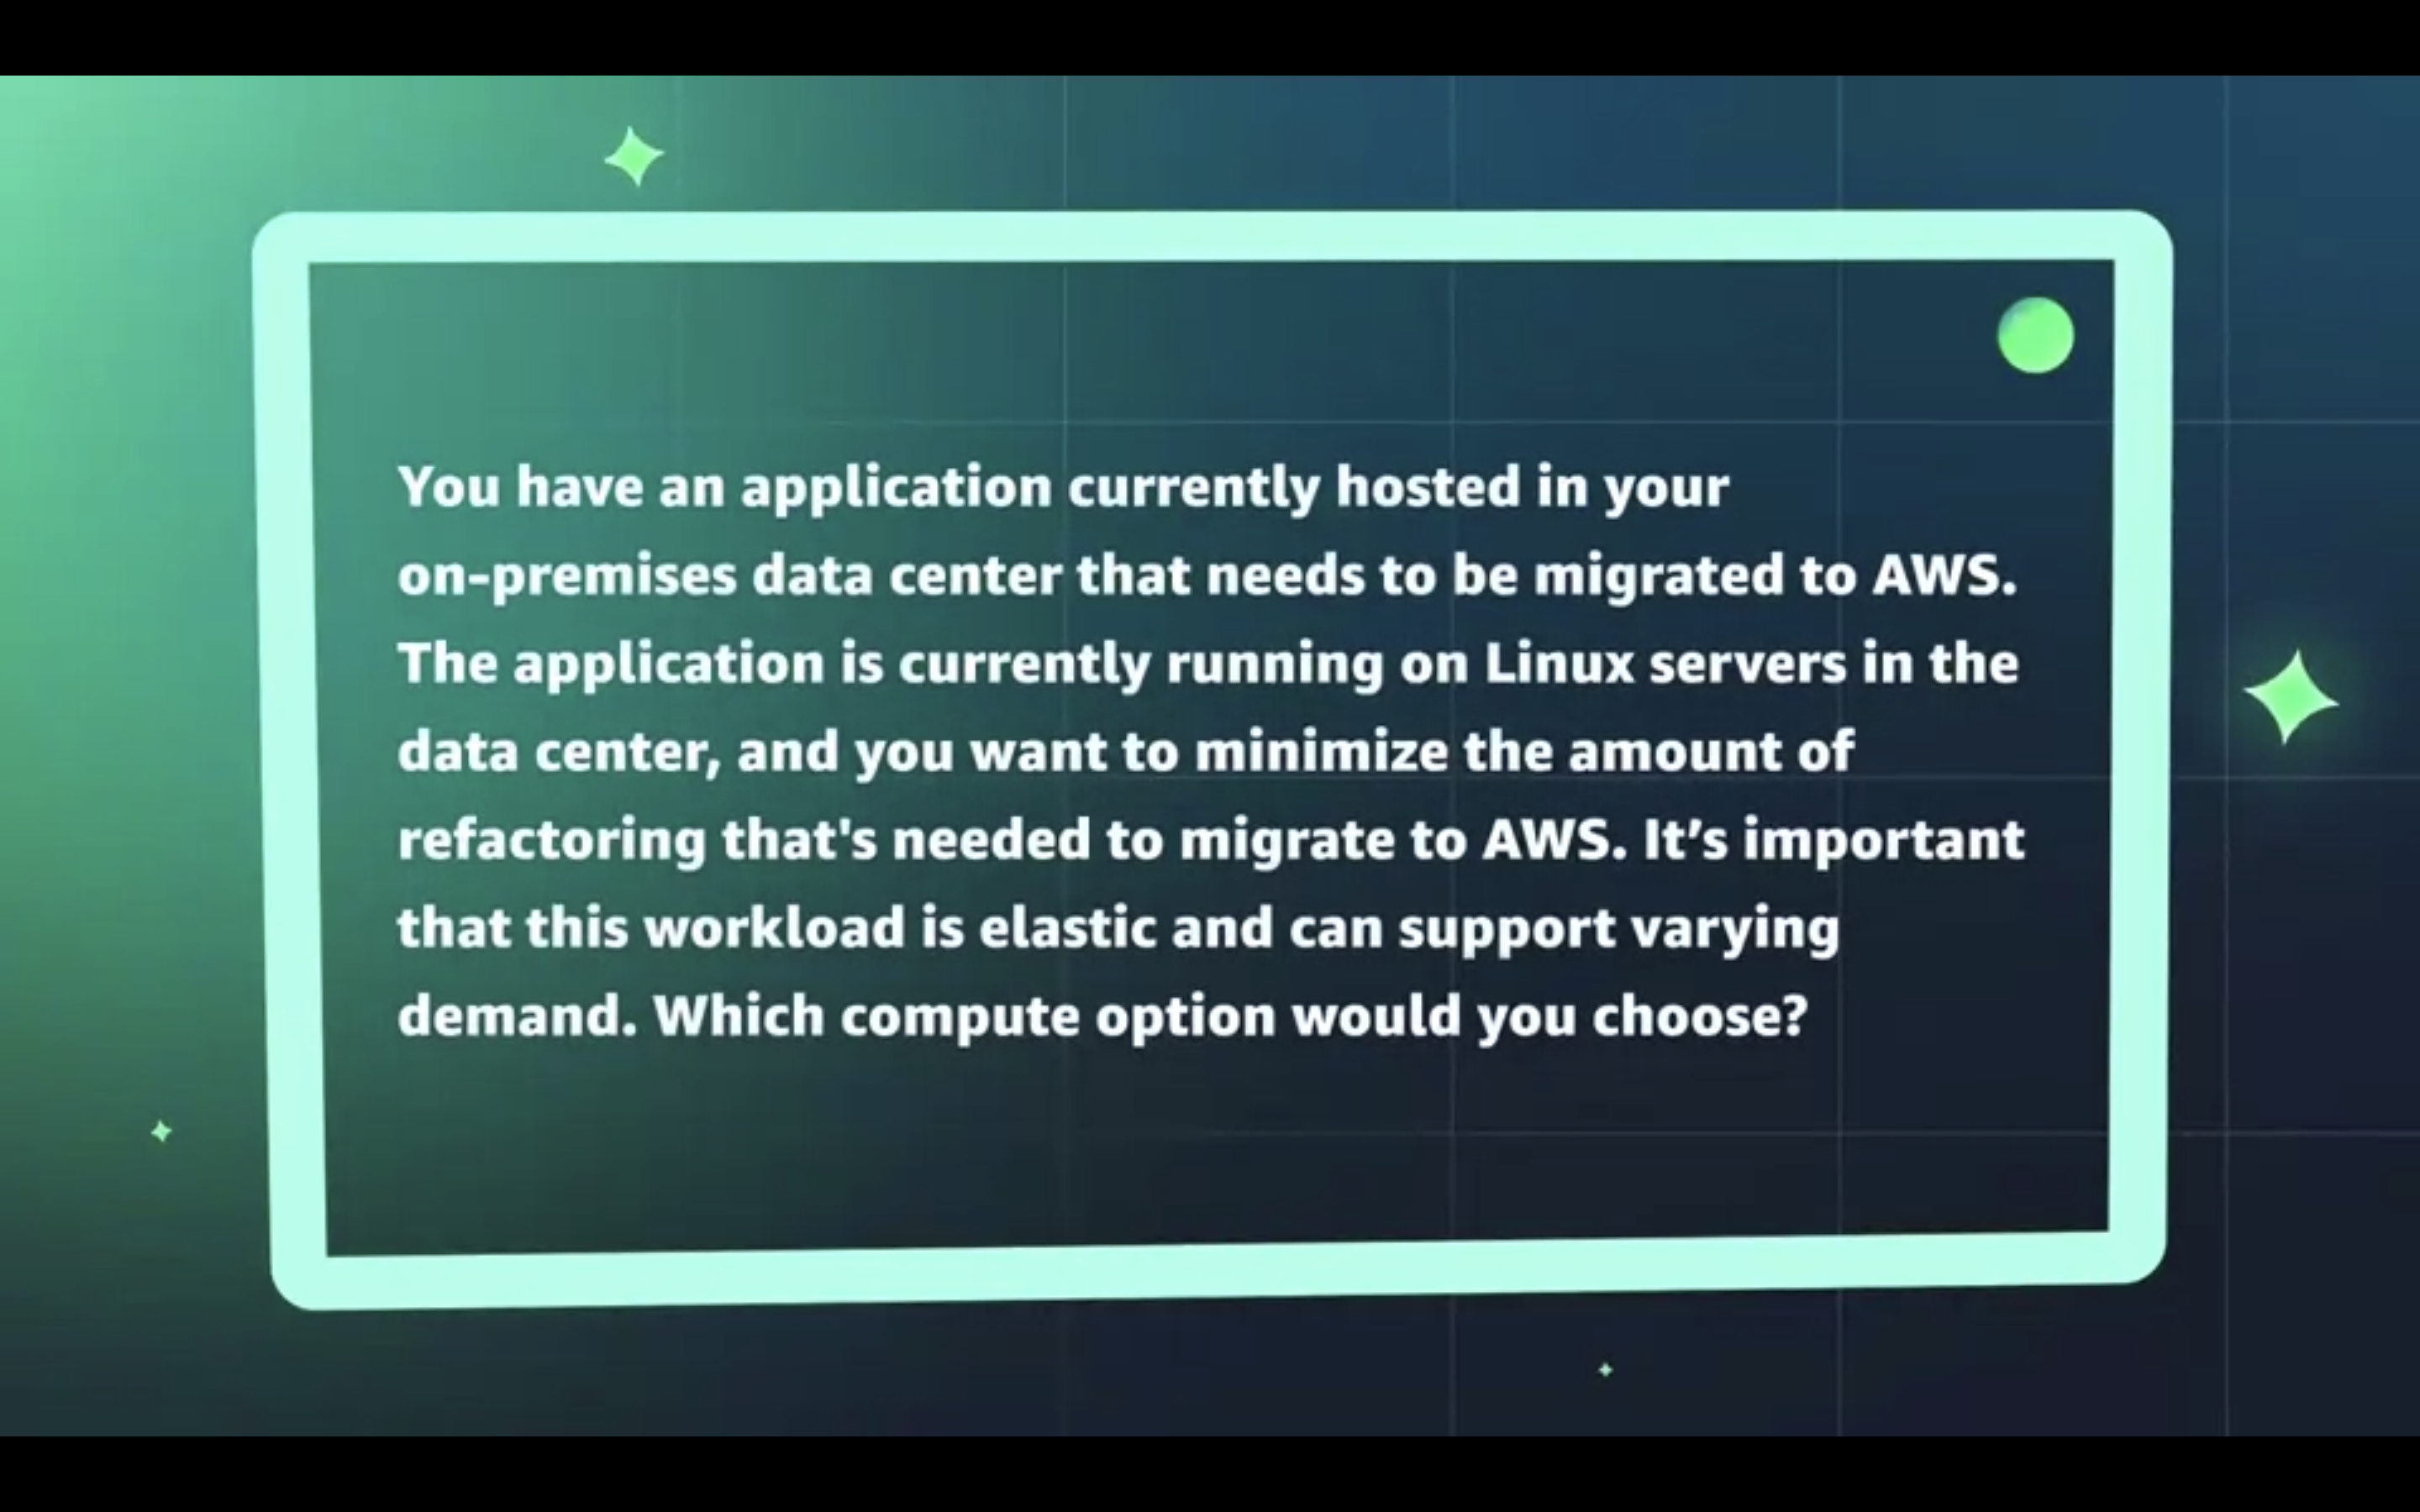 You have an application currently hosted in your
on-premises data center that needs to be migrated to AWS.
The application is currently running on Linux servers in the
data center, and you want to minimize the amount of
refactoring that's needed to migrate to AWS. It’s important
that this workload is elastic and can support varying
demand. Which compute option would you choose?